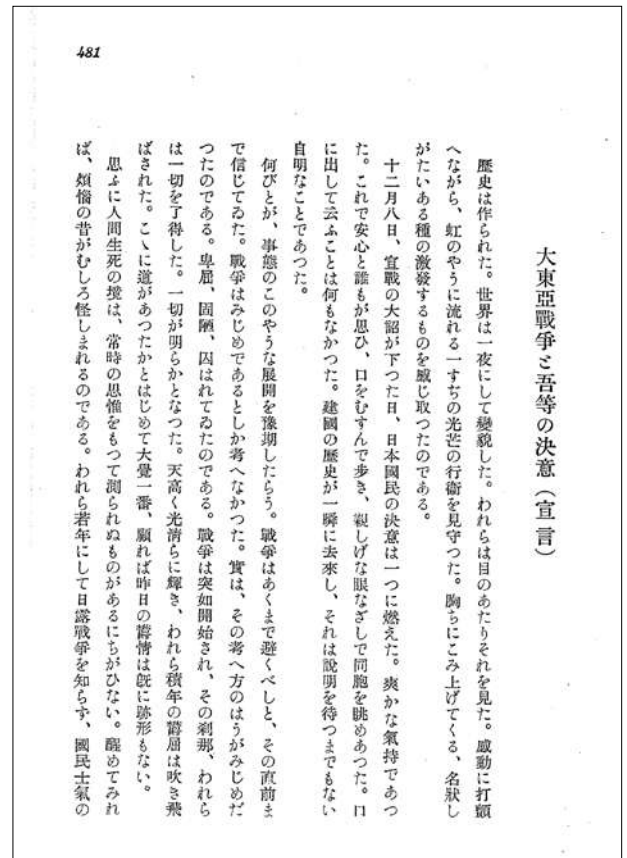 481
大東亞戰爭と吾等の決意（宣言）
歷史は作られた。世界は一夜にして變貌した。われらは目のあたりそれを見た。感動に打顫
へながら、虹のやうに流れる一すぢの光芒の行衞を見守つた。胸ちにこみ上げてくる、名狀し
がたいある種の激發するものを感じ取つたのである。
十二月八日、宣戰の大詔が下つた日、日本國民の決意は一つに燃えた。爽かな氣持であつ
た。これで安心と誰もが思ひ、口をむすんで步き、親しげな眼なざしで同胞を眺めあつた。口
に出して云ふことは何もなかつた。建國の歷史が一瞬に去來し、それは說明を待つまでもない
自明なことであつた。
何びとが、事態のこのやうな展開を豫期したらう。戰爭はあくまで避くべしと、その直前ま
で信じてゐた。戰爭はみじめであるとしか考へなかつた。實は、その考へ方のはうがみじめだ
つたのである。卑屈、固陋、囚はれてゐたのである。戰爭は突如開始され、その刹那、われら
は一切を了得した。一切が明らかとなつた。天高く光淸らに輝き、われら積年の鬱屈は吹き飛
ばされた。こゝに道があつたかとはじめて大覺一番、顧れば昨日の鬱情は旣に跡形もない。
思ふに人間生死の境は、常時の思惟をもつて測られぬものがあるにちがひない。醒めてみれ
ば、煩惱の昔がむしろ怪しまれるのである。われら若年にして日露戰爭を知らず、國民士氣の